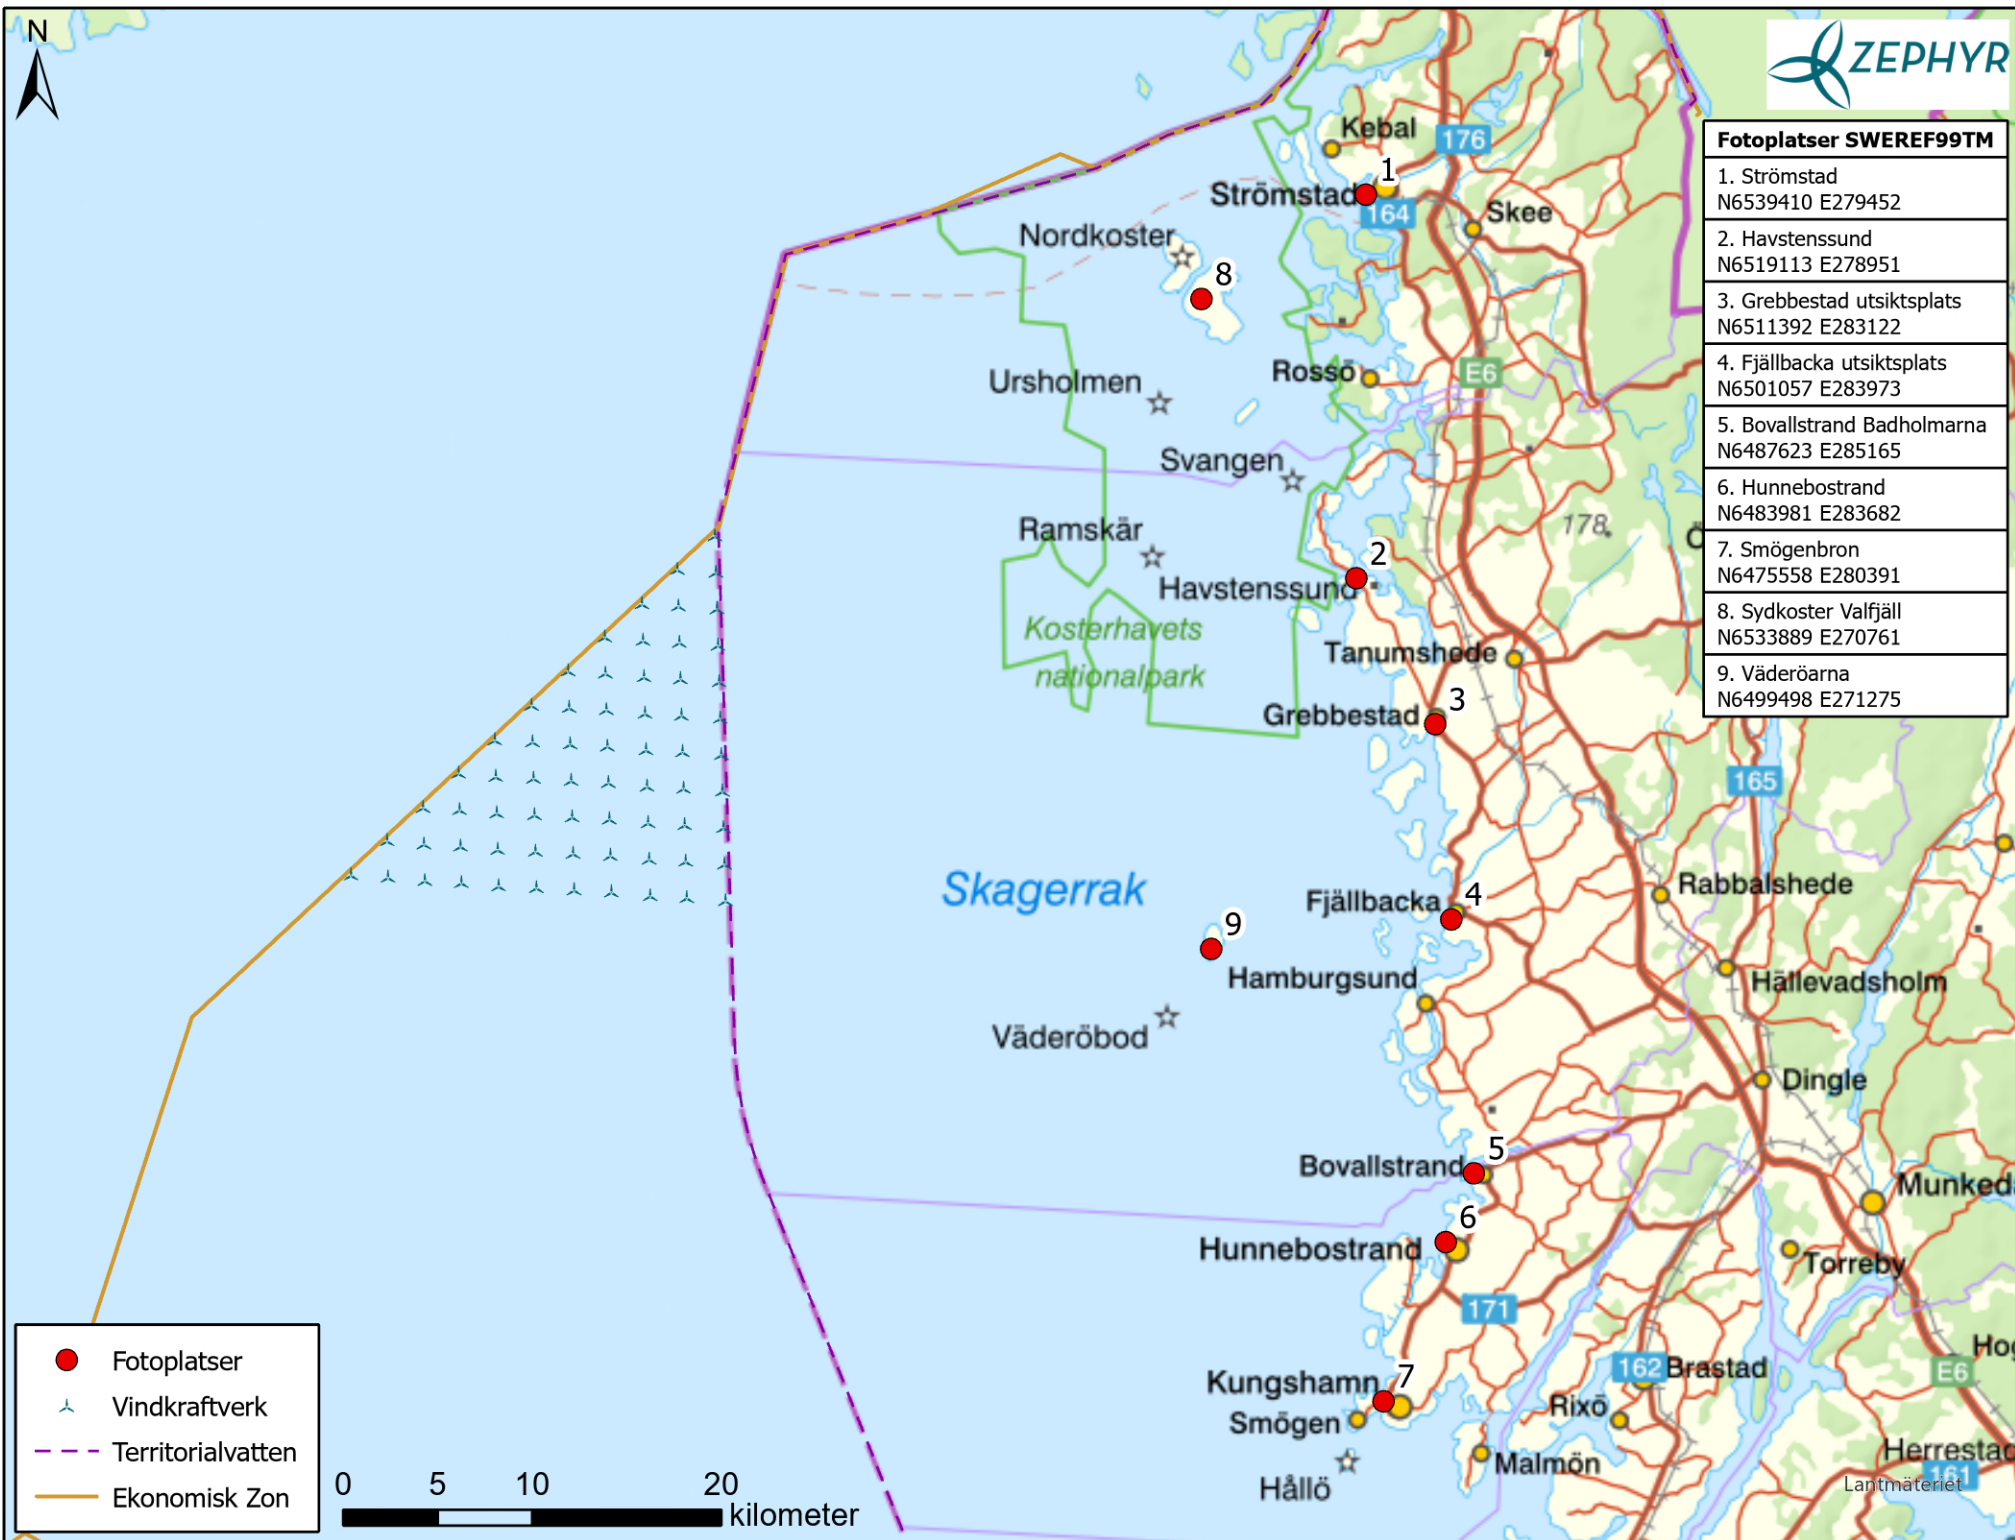 N
ZEPHYR
Fotoplatser SWEREF99TM
1. Strömstad
N6539410 E279452
2. Havstenssund
N6519113 E278951
3. Grebbestad utsiktsplats
N6511392 E283122
4. Fjällbacka utsiktsplats
N6501057 E283973
5. Bovallstrand Badholmarna
N6487623 E285165
6. Hunnebostrand
N6483981 E283682
7. Smögenbron
N6475558 E280391
8. Sydkoster Valfjäll
N6533889 E270761
9. Väderöarna
N6499498 E271275
Kebal
176
1
Strömstad
164
Skee
Nordkoster
8
Rossö
E6
Ursholmen
Svangen
Ramskär
178
Ö
2
Havstenssund
Kosterhavets
nationalpark
Tanumshede
3
Grebbestad
165
Skagerrak
Fjällbacka
4
Rabbalshede
9
Hamburgsund
Hällevadsholm
Väderöbod
Dingle
5
Bovallstrand
Munked
6
Hunnebostrand
Torreby
171
Hog
7
Kungshamn
162
Brastad
E6
Smögen
Rixö
Hållö
Malmön
Herrestad
161
Lantmäteriet
Fotoplatser
Vindkraftverk
Territorialvatten
Ekonomisk Zon
0 5 10 20
kilometer